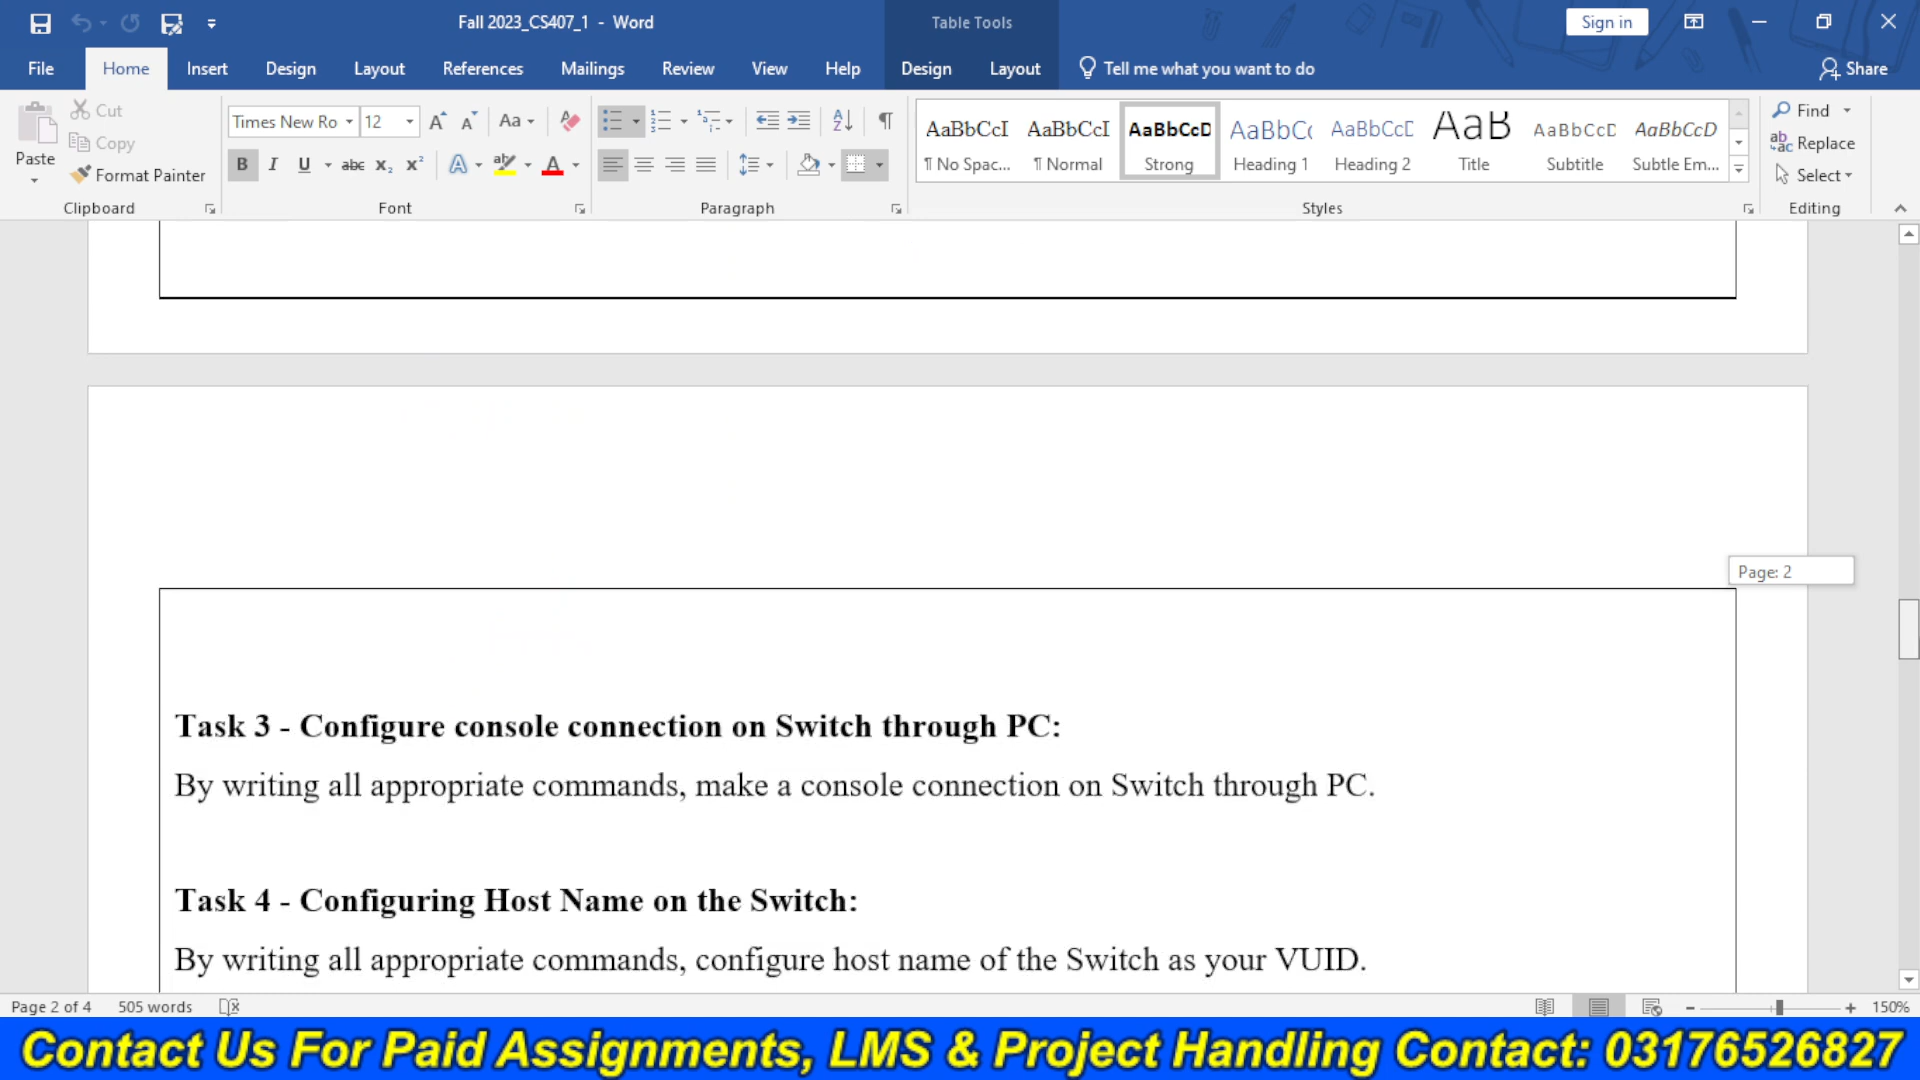 Fall 2023_CS407_1 - Word
Table Tools
Sign in
File
Home
Insert
Design
Layout
References
Mailings
Review
View
Help
Design
Layout
Tell me what you want to do
Share
Paste
Cut
Copy
Format Painter
Clipboard
Times New Ro
12
Aa
B
I
U
abc
Font
Paragraph
AaBbCcI
¶ No Spac...
AaBbCcI
¶ Normal
AaBbCcD
Strong
AaBbCc
Heading 1
AaBbCcD
Heading 2
AaB
Title
AaBbCcD
Subtitle
AaBbCcD
Subtle Em...
Styles
Find
Replace
Select
Editing
Page: 2
Task 3 - Configure console connection on Switch through PC:
By writing all appropriate commands, make a console connection on Switch through PC.
Task 4 - Configuring Host Name on the Switch:
By writing all appropriate commands, configure host name of the Switch as your VUID.
Page 2 of 4
505 words
150%
Contact Us For Paid Assignments, LMS & Project Handling Contact: 03176526827